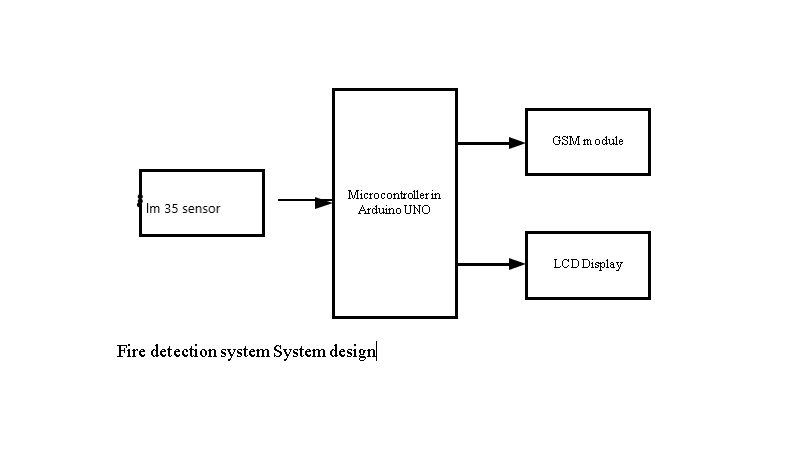 GSM module
lm 35 sensor
Microcontroller in
Arduino UNO
LCD Display
Fire detection system System design